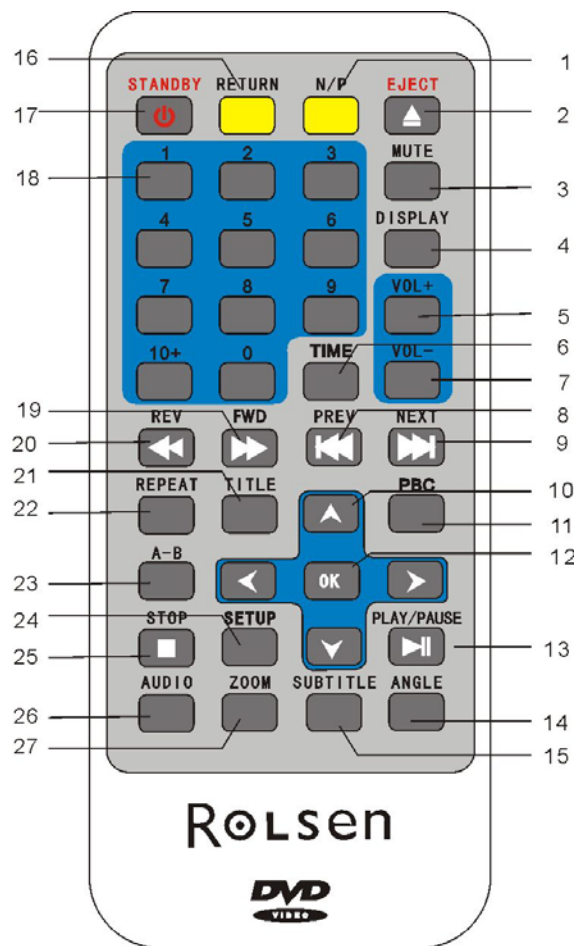 16 1
STANDBY RETURN N/P EJECT
17 2
1 2 3 MUTE
18 3
4 5 6 DISPLAY
4
7 8 9 VOL+
5
6
10+ 0 TIME VOL-
7
19 8
REV FWD PREV NEXT
20 9
21
REPEAT TITLE PBC
10
22 11
A-B
12
23 OK
24
STOP SETUP PLAY/PAUSE
25 13
AUDIO ZOOM SUBTITLE ANGLE
26 14
27 15
ROLSEN
DVD
VIDEO